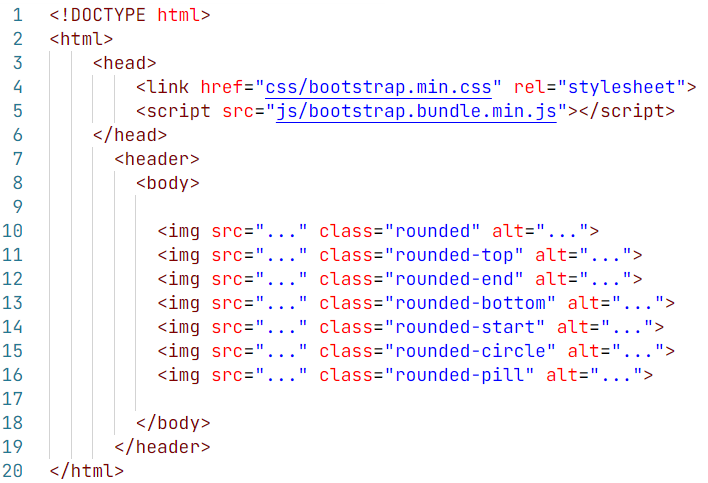 1 <!DOCTYPE html>
2 <html>
3 <head>
4 <link href="css/bootstrap.min.css" rel="stylesheet">
5 <script src="js/bootstrap.bundle.min.js"></script>
6 </head>
7 <header>
8 <body>
9
10 <img src="..." class="rounded" alt="...">
11 <img src="..." class="rounded-top" alt="...">
12 <img src="..." class="rounded-end" alt="...">
13 <img src="..." class="rounded-bottom" alt="...">
14 <img src="..." class="rounded-start" alt="...">
15 <img src="..." class="rounded-circle" alt="...">
16 <img src="..." class="rounded-pill" alt="...">
17
18 </body>
19 </header>
20 </html>